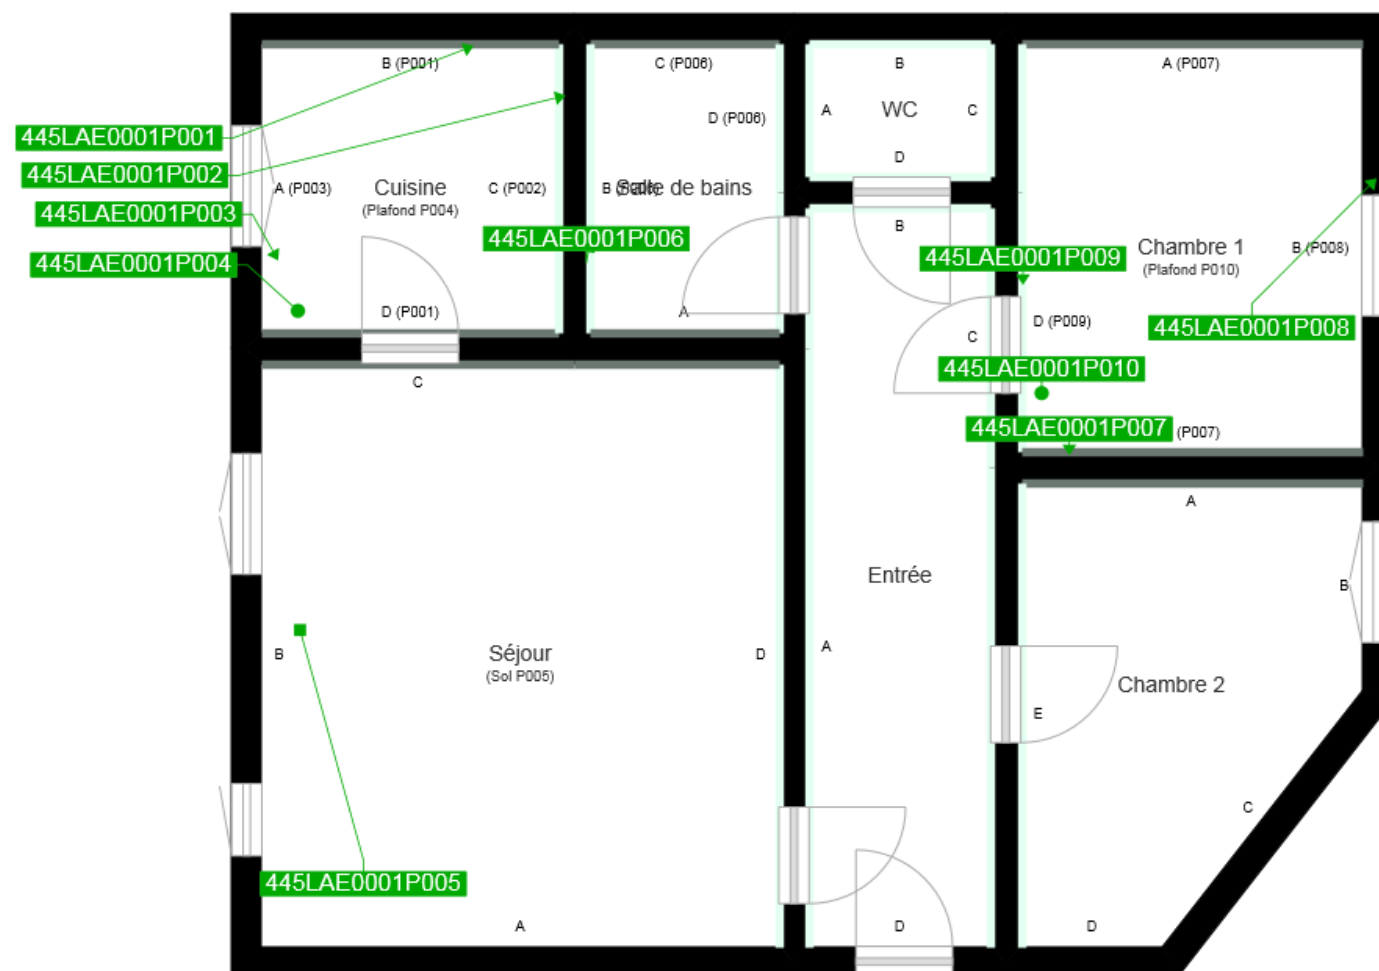 B (P001)
C (P006)
A (P007)
B
445LAE0001P001
A
WC
C
D (P006)
445LAE0001P002
D
A (P003)
Cuisine
(Plafond P004)
C (P002)
Salle de bains
445LAE0001P003
B
445LAE0001P006
Chambre 1
(Plafond P010)
B (P008)
445LAE0001P004
445LAE0001P009
D (P001)
A
D (P009)
445LAE0001P008
C
445LAE0001P010
C
445LAE0001P007
(P007)
A
Entrée
B
Séjour
(Sol P005)
B
D
A
Chambre 2
E
C
445LAE0001P005
A
D
D